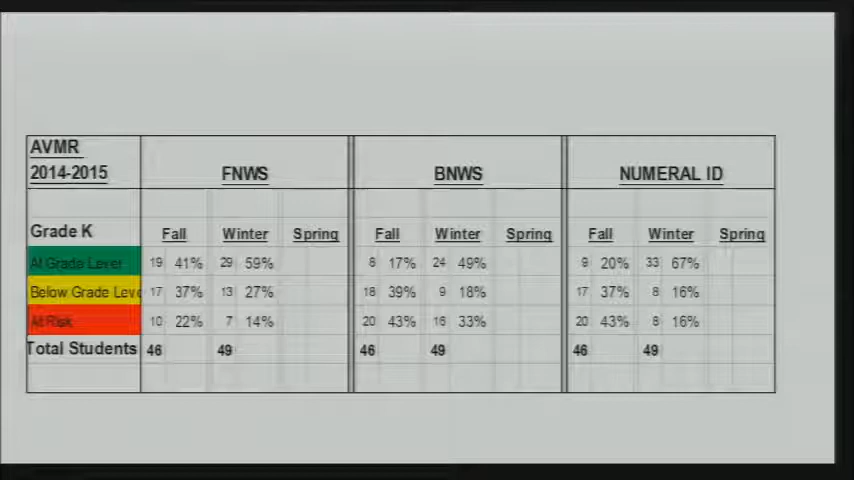 AVMR
2014-2015 FNWS BNWS NUMERAL ID
Grade K Fall Winter Spring Fall Winter Spring Fall Winter Spring
At Grade Level 19 41% 29 59% 8 17% 24 49% 9 20% 33 67%
Below Grade Leve 17 37% 13 27% 18 39% 9 18% 17 37% 8 16%
At Risk 10 22% 7 14% 20 43% 16 33% 20 43% 8 16%
Total Students 46 49 46 49 46 49